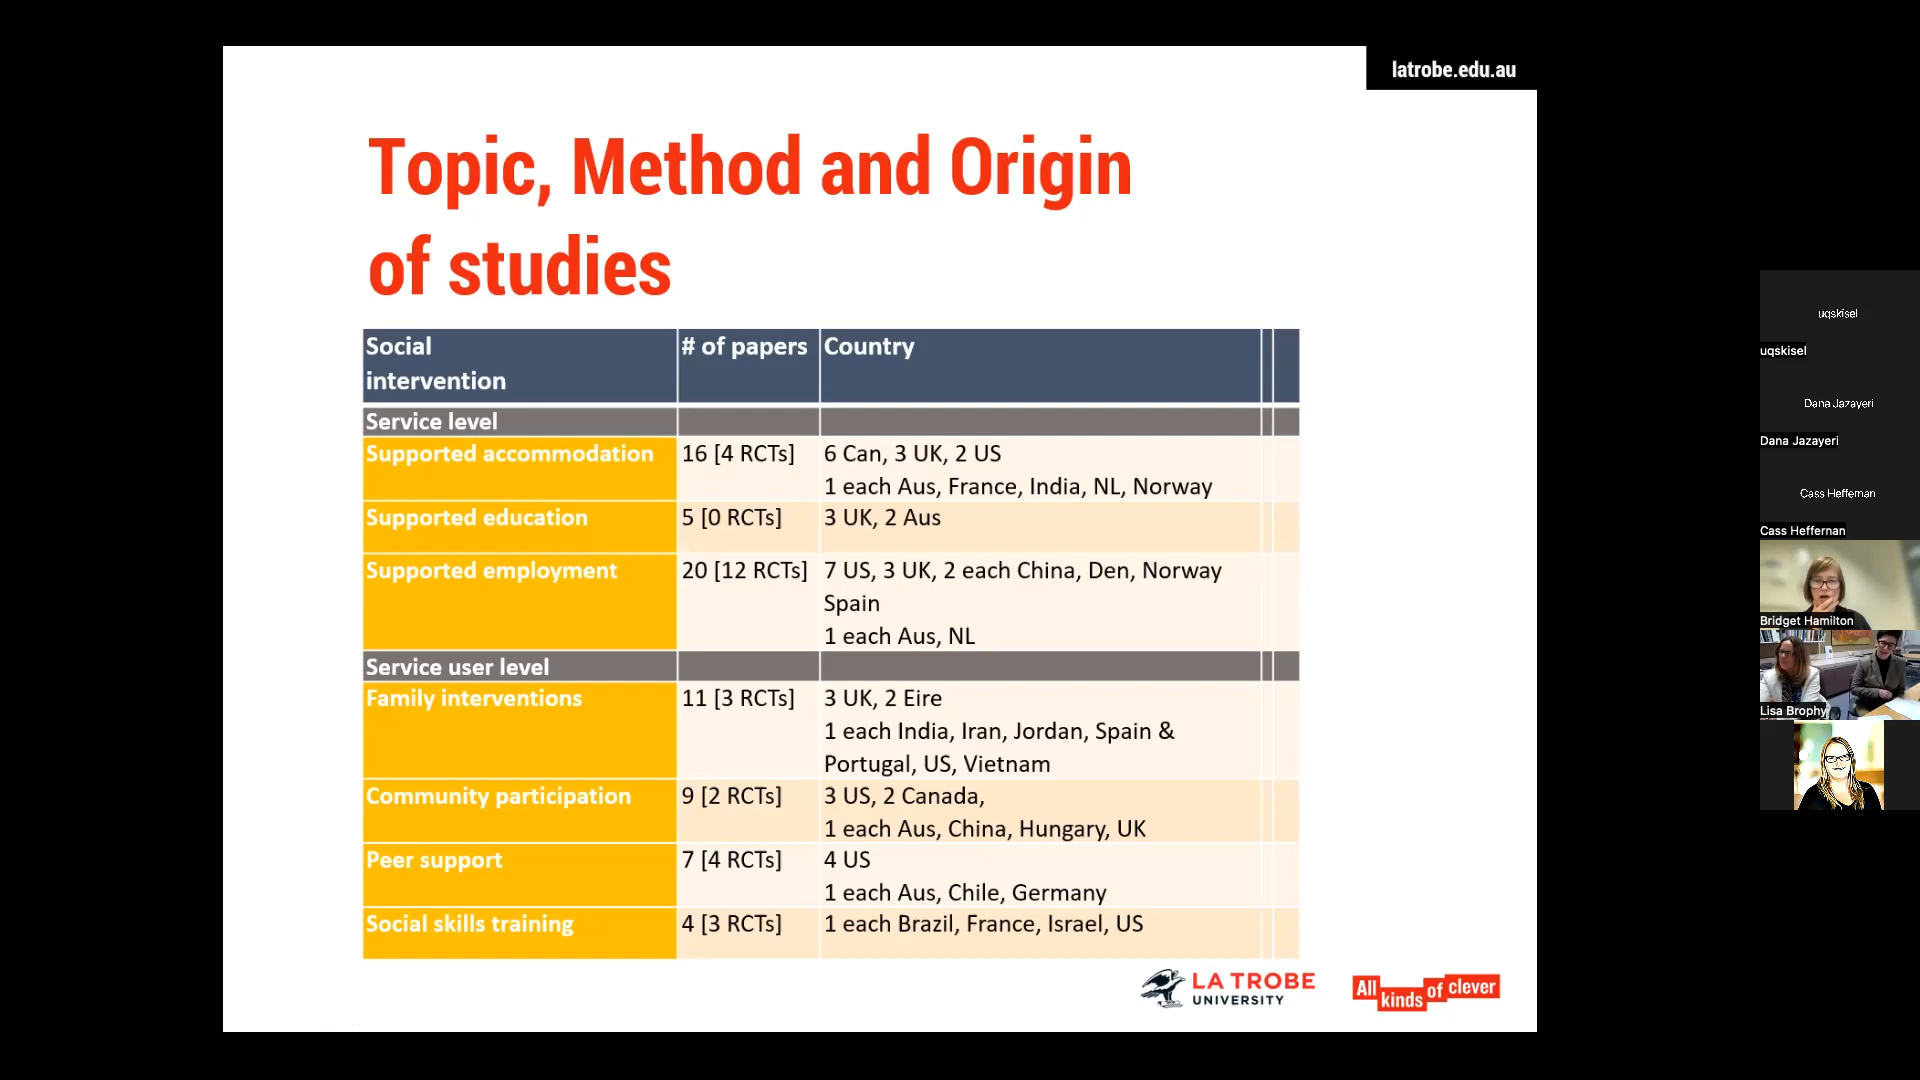 latrobe.edu.au
Topic, Method and Origin
of studies
Social
intervention
# of papers
Country
Service level
Supported accommodation
16 [4 RCTs]
6 Can, 3 UK, 2 US
1 each Aus, France, India, NL, Norway
Supported education
5 [0 RCTs]
3 UK, 2 Aus
Supported employment
20 [12 RCTs]
7 US, 3 UK, 2 each China, Den, Norway
Spain
1 each Aus, NL
Service user level
Family interventions
11 [3 RCTs]
3 UK, 2 Eire
1 each India, Iran, Jordan, Spain &
Portugal, US, Vietnam
Community participation
9 [2 RCTs]
3 US, 2 Canada,
1 each Aus, China, Hungary, UK
Peer support
7 [4 RCTs]
4 US
1 each Aus, Chile, Germany
Social skills training
4 [3 RCTs]
1 each Brazil, France, Israel, US
LA TROBE
UNIVERSITY
All kinds of clever
uqskisel
uqskisel
Dana Jazayeri
Dana Jazayeri
Cass Heffernan
Cass Heffernan
Bridget Hamilton
Lisa Brophy